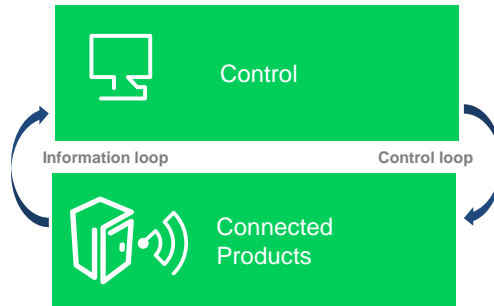 Control
Information loop
Control loop
Connected
Products